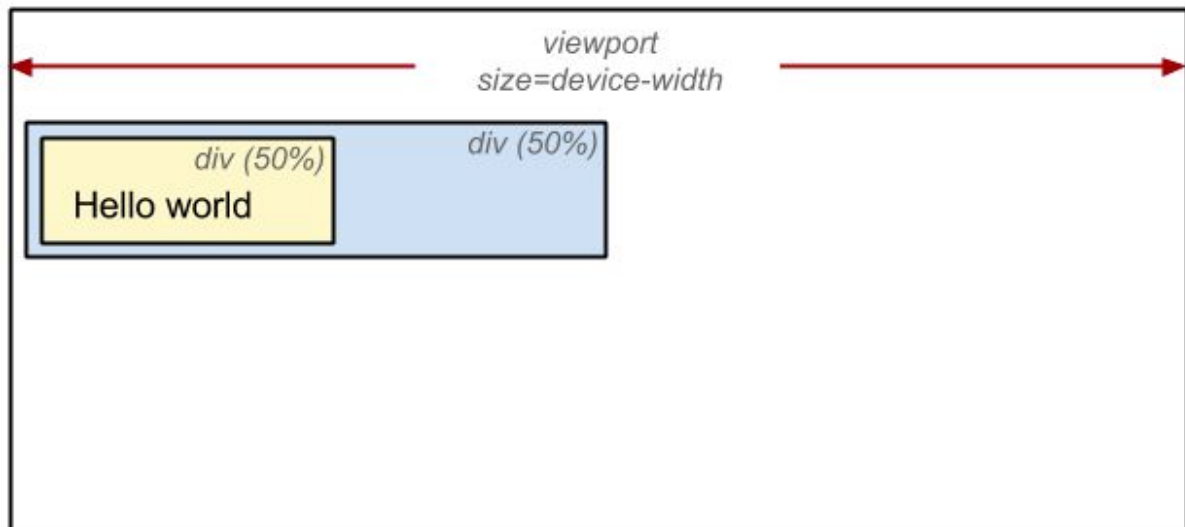 viewport
size=device-width
div (50%)
div (50%)
Hello world